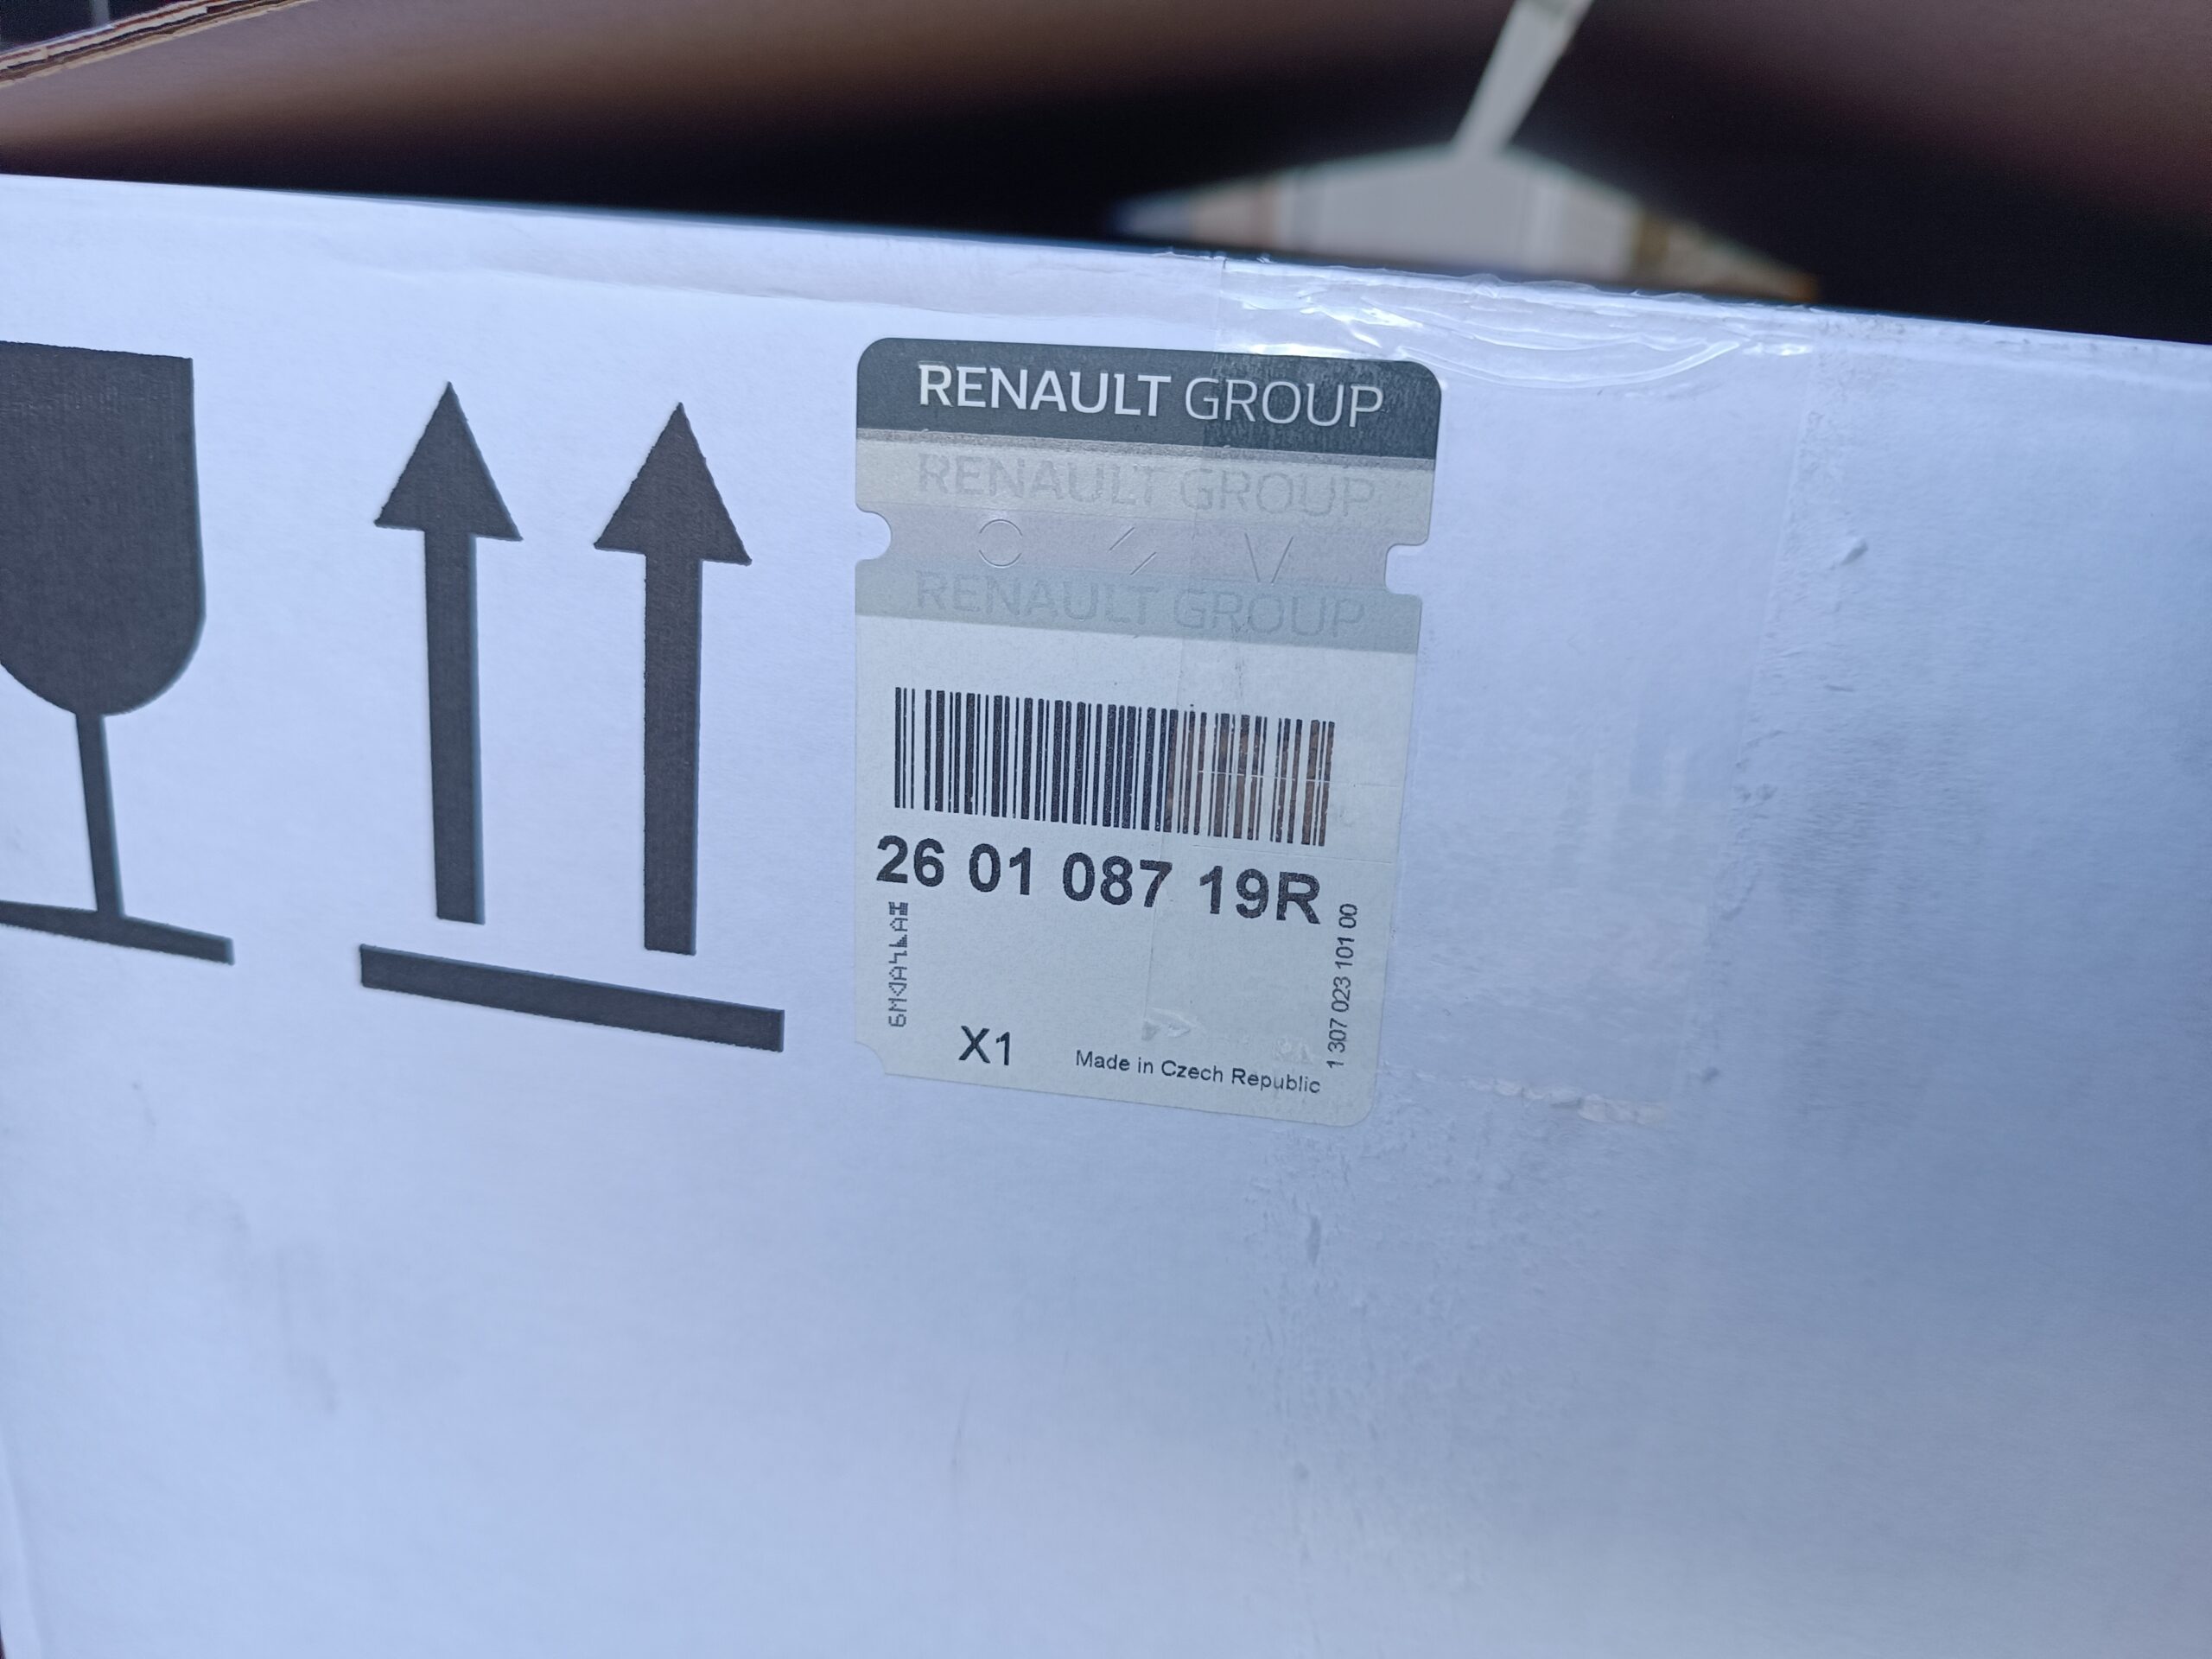 RENAULT GROUP
RENAULT GROUP
RENAULT GROUP
26 01 087 19R
1 307 023 101 00
X1
Made in Czech Republic